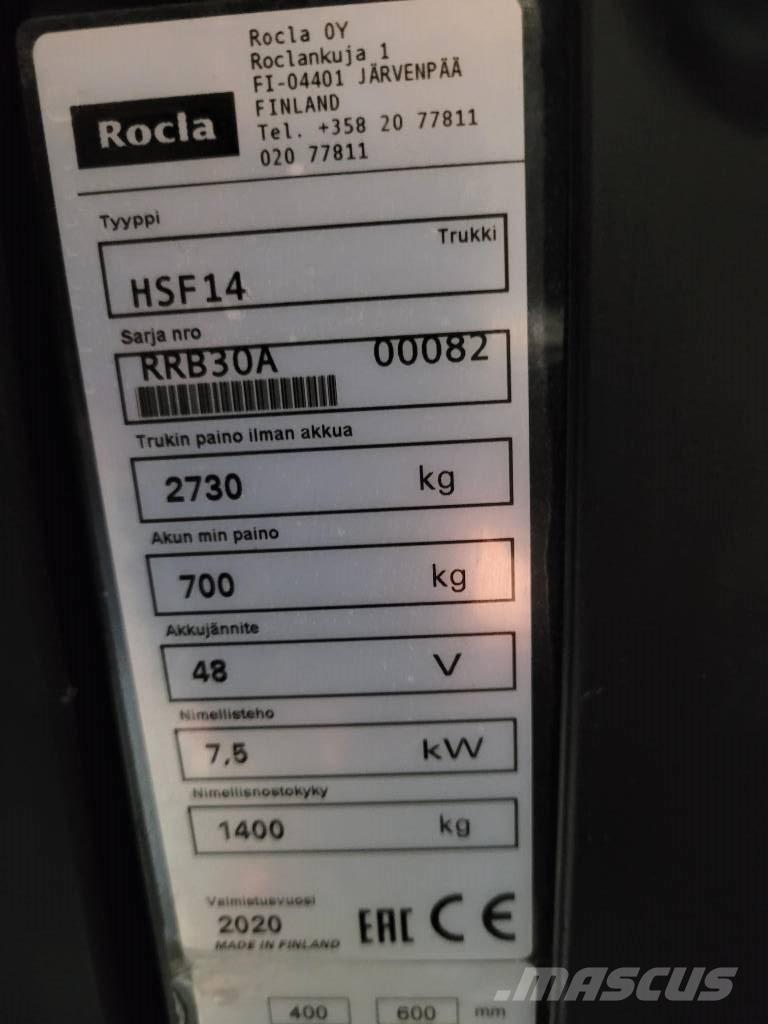 Rocla OY
Roclankuja 1
FI-04401 JÄRVENPÄÄ
FINLAND
Tel. +358 20 77811
020 77811
Rocla
Tyyppi
Trukki
HSF14
Sarja nro
RRB30A 00082
Trukin paino ilman akkua
2730 kg
Akun min paino
700 kg
Akkujännite
48 V
Nimellisteho
7,5 kW
Nimellisnostokyky
1400 kg
Valmistusvuosi
2020
MADE IN FINLAND
EAC CE
400 600 mm
.MASCUS